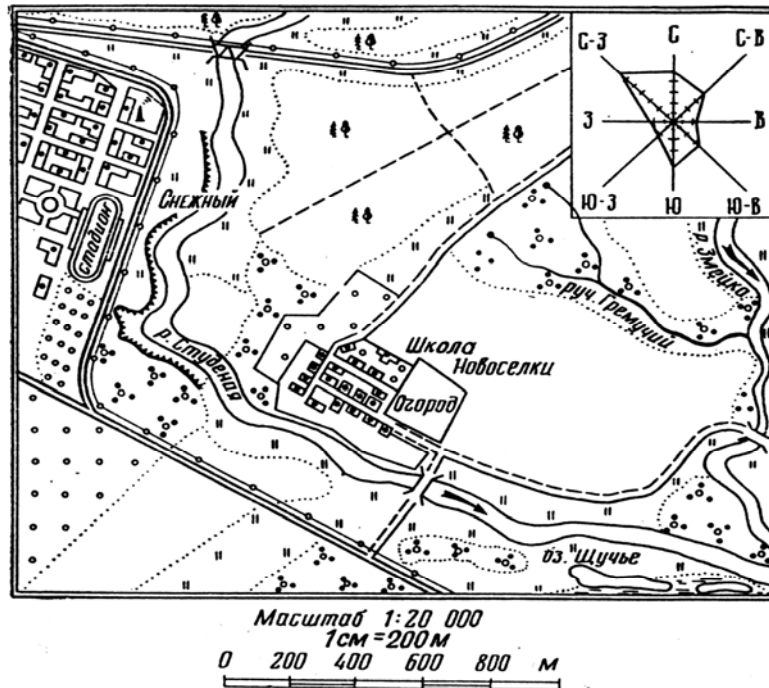 С-З С С-В
З В
Ю-З Ю Ю-В
Снежный
стадион
р. Змейка
руч. Гремучий
р. Студеная
Школа
Новоселки
Огород
оз. Щучье
Масштаб 1:20 000
1см = 200 м
0 200 400 600 800 м